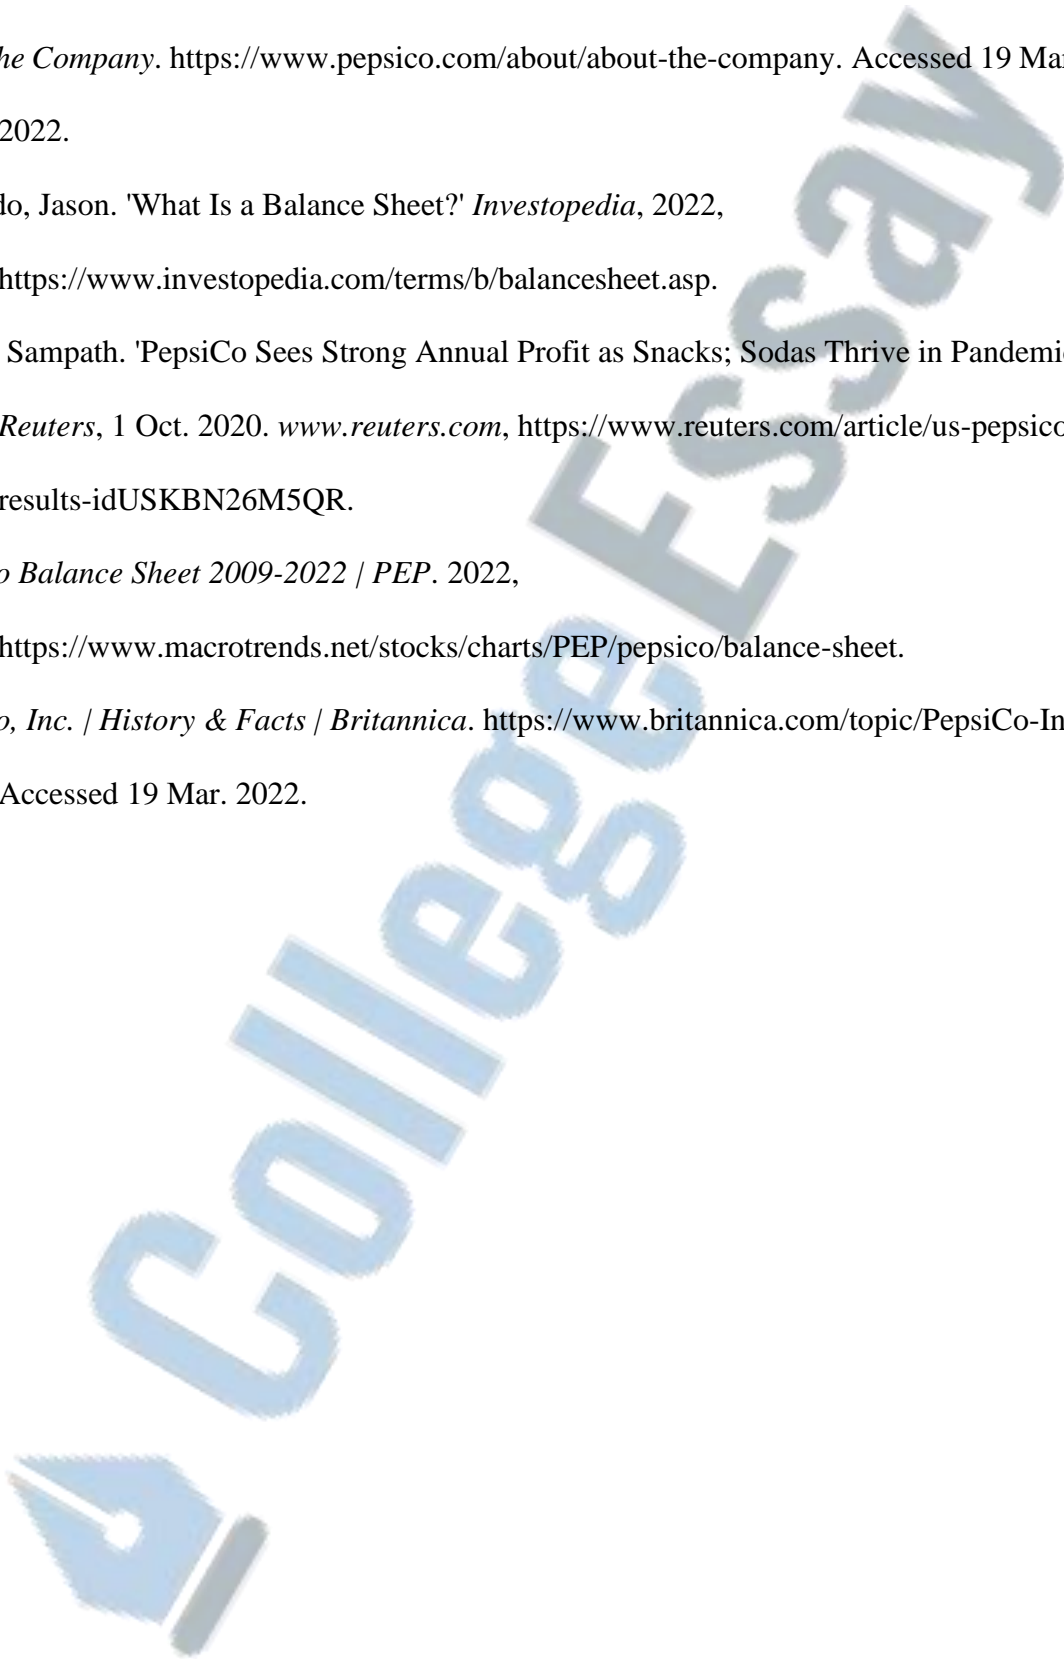 he Company. https://www.pepsico.com/about/about-the-company. Accessed 19 Mar
2022.
do, Jason. 'What Is a Balance Sheet?' Investopedia, 2022,
https://www.investopedia.com/terms/b/balancesheet.asp.
Sampath. 'PepsiCo Sees Strong Annual Profit as Snacks; Sodas Thrive in Pandemic
Reuters, 1 Oct. 2020. www.reuters.com, https://www.reuters.com/article/us-pepsico
results-idUSKBN26M5QR.
o Balance Sheet 2009-2022 | PEP. 2022,
https://www.macrotrends.net/stocks/charts/PEP/pepsico/balance-sheet.
o, Inc. | History & Facts | Britannica. https://www.britannica.com/topic/PepsiCo-In
Accessed 19 Mar. 2022.
College Essay